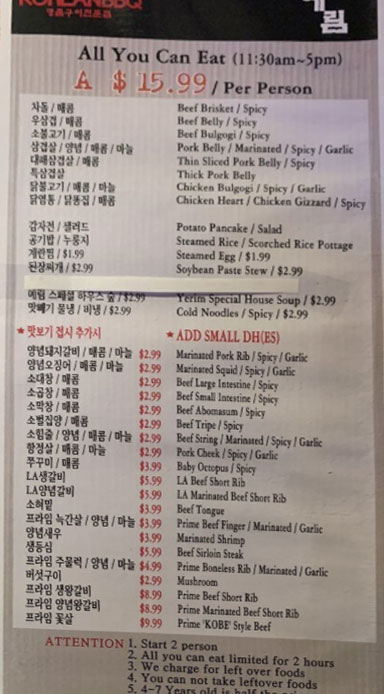 KOREANBBQ
명품구이전문점
예림
All You Can Eat (11:30am~5pm)
A $15.99 / Per Person
차돌 / 매콤 Beef Brisket / Spicy
우삼겹 / 매콤 Beef Belly / Spicy
소불고기 / 매콤 Beef Bulgogi / Spicy
삼겹살 / 양념 / 매콤 / 마늘 Pork Belly / Marinated / Spicy / Garlic
대패삼겹살 / 매콤 Thin Sliced Pork Belly / Spicy
특삼겹살 Thick Pork Belly
닭불고기 / 매콤 / 마늘 Chicken Bulgogi / Spicy / Garlic
닭염통 / 닭똥집 / 매콤 Chicken Heart / Chicken Gizzard / Spicy
감자전 / 샐러드 Potato Pancake / Salad
공기밥 / 누룽지 Steamed Rice / Scorched Rice Pottage
계란찜 / $1.99 Steamed Egg / $1.99
된장찌개 / $2.99 Soybean Paste Stew / $2.99
예림 스페셜 하우스 숲 / $2.99 Yerim Special House Soup / $2.99
맛빼기 물냉 / 비냉 / $2.99 Cold Noodles / Spicy / $2.99
★ 맛보기 접시 추가시 ★ ADD SMALL DH(ES)
양념돼지갈비 / 매콤 / 마늘 $2.99 Marinated Pork Rib / Spicy / Garlic
양념오징어 / 매콤 / 마늘 $2.99 Marinated Squid / Spicy / Garlic
소대창 / 매콤 $2.99 Beef Large Intestine / Spicy
소곱창 / 매콤 $2.99 Beef Small Intestine / Spicy
소막창 / 매콤 $2.99 Beef Abomasum / Spicy
소벌집양 / 매콤 $2.99 Beef Tripe / Spicy
소힘줄 / 양념 / 매콤 / 마늘 $2.99 Beef String / Marinated / Spicy / Garlic
항정살 / 매콤 / 마늘 $2.99 Pork Cheek / Spicy / Garlic
쭈꾸미 / 매콤 $3.99 Baby Octopus / Spicy
LA생갈비 $5.99 LA Beef Short Rib
LA양념갈비 $5.99 LA Marinated Beef Short Rib
소혀밑 $3.99 Beef Tongue
프라임 늑간살 / 양념 / 마늘 $3.99 Prime Beef Finger / Marinated / Garlic
양념새우 $3.99 Marinated Shrimp
생등심 $5.99 Beef Sirloin Steak
프라임 주물럭 / 양념 / 마늘 $4.99 Prime Boneless Rib / Marinated / Garlic
버섯구이 $2.99 Mushroom
프라임 생왕갈비 $8.99 Prime Beef Short Rib
프라임 양념왕갈비 $8.99 Prime Marinated Beef Short Rib
프라임 꽃살 $9.99 Prime 'KOBE' Style Beef
ATTENTION 1. Start 2 person
2. All you can eat limited for 2 hours
3. We charge for left over foods
4. You can not take leftover foods
5. 4~7 Years old is half the